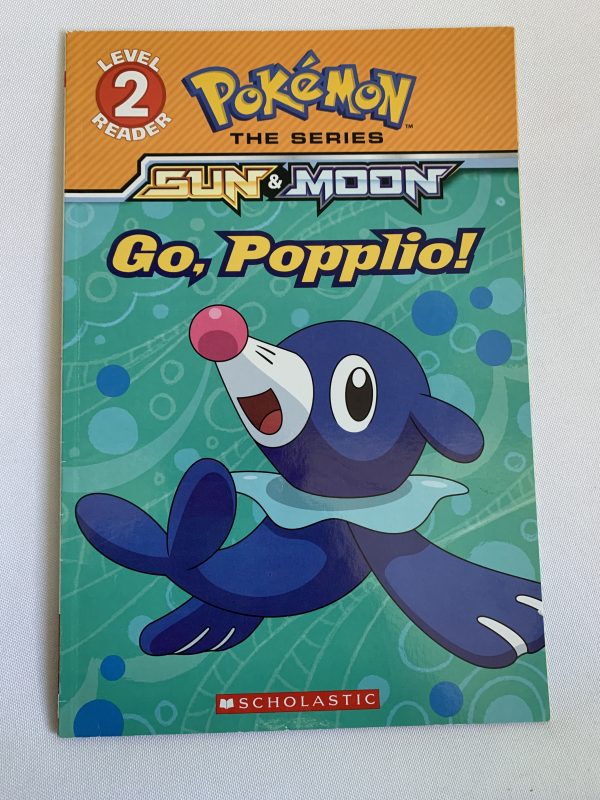 LEVEL
2
READER
POKéMON
THE SERIES
SUN & MOON
Go, Popplio!
SCHOLASTIC